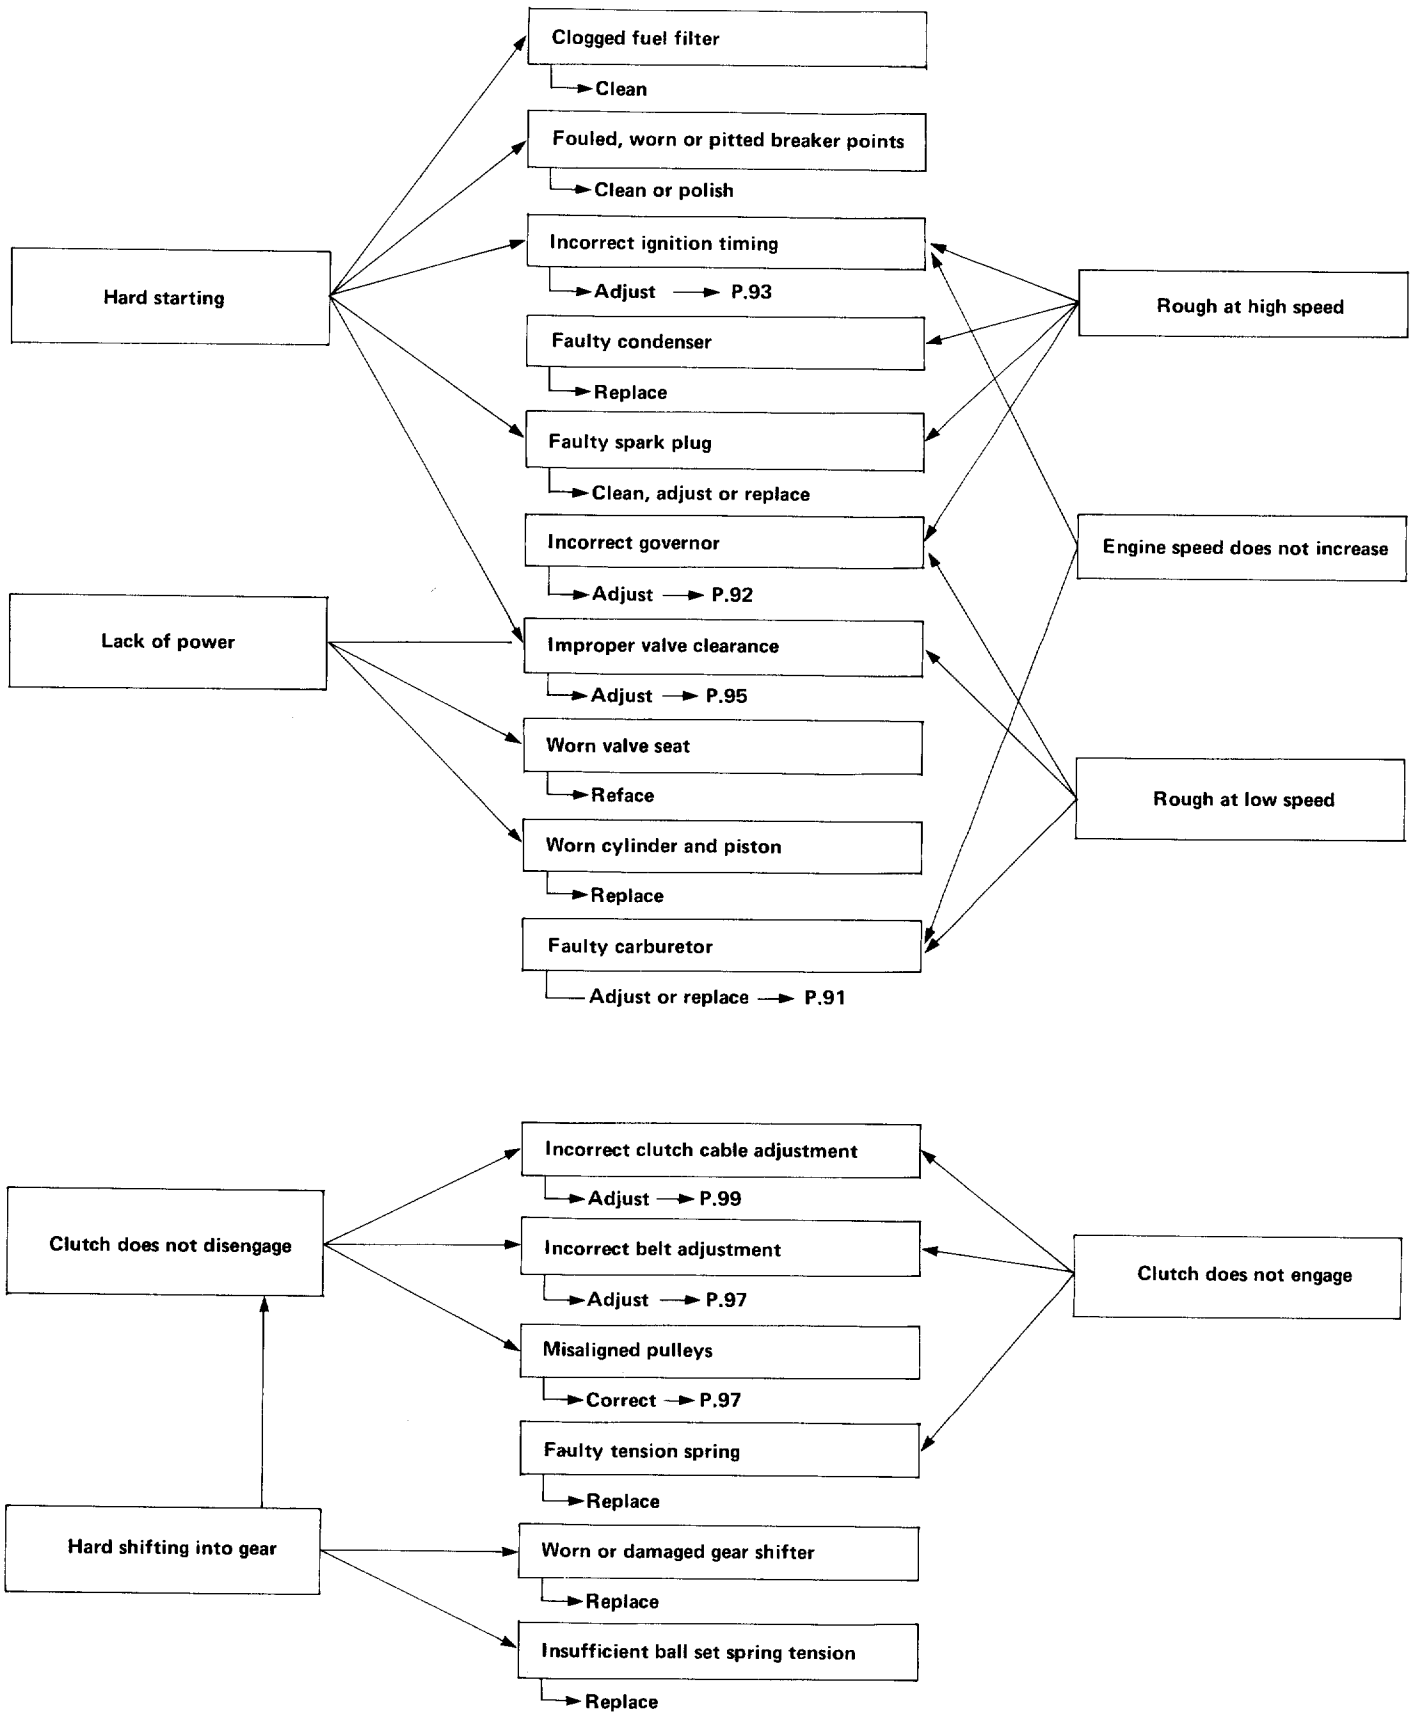 Clogged fuel filter
Clean
Fouled, worn or pitted breaker points
Clean or polish
Incorrect ignition timing
Adjust P.93
Hard starting
Rough at high speed
Faulty condenser
Replace
Faulty spark plug
Clean, adjust or replace
Incorrect governor
Engine speed does not increase
Adjust P.92
Lack of power
Improper valve clearance
Adjust P.95
Worn valve seat
Reface
Rough at low speed
Worn cylinder and piston
Replace
Faulty carburetor
Adjust or replace P.91
Incorrect clutch cable adjustment
Adjust P.99
Clutch does not disengage
Incorrect belt adjustment
Clutch does not engage
Adjust P.97
Misaligned pulleys
Correct P.97
Faulty tension spring
Replace
Hard shifting into gear
Worn or damaged gear shifter
Replace
Insufficient ball set spring tension
Replace